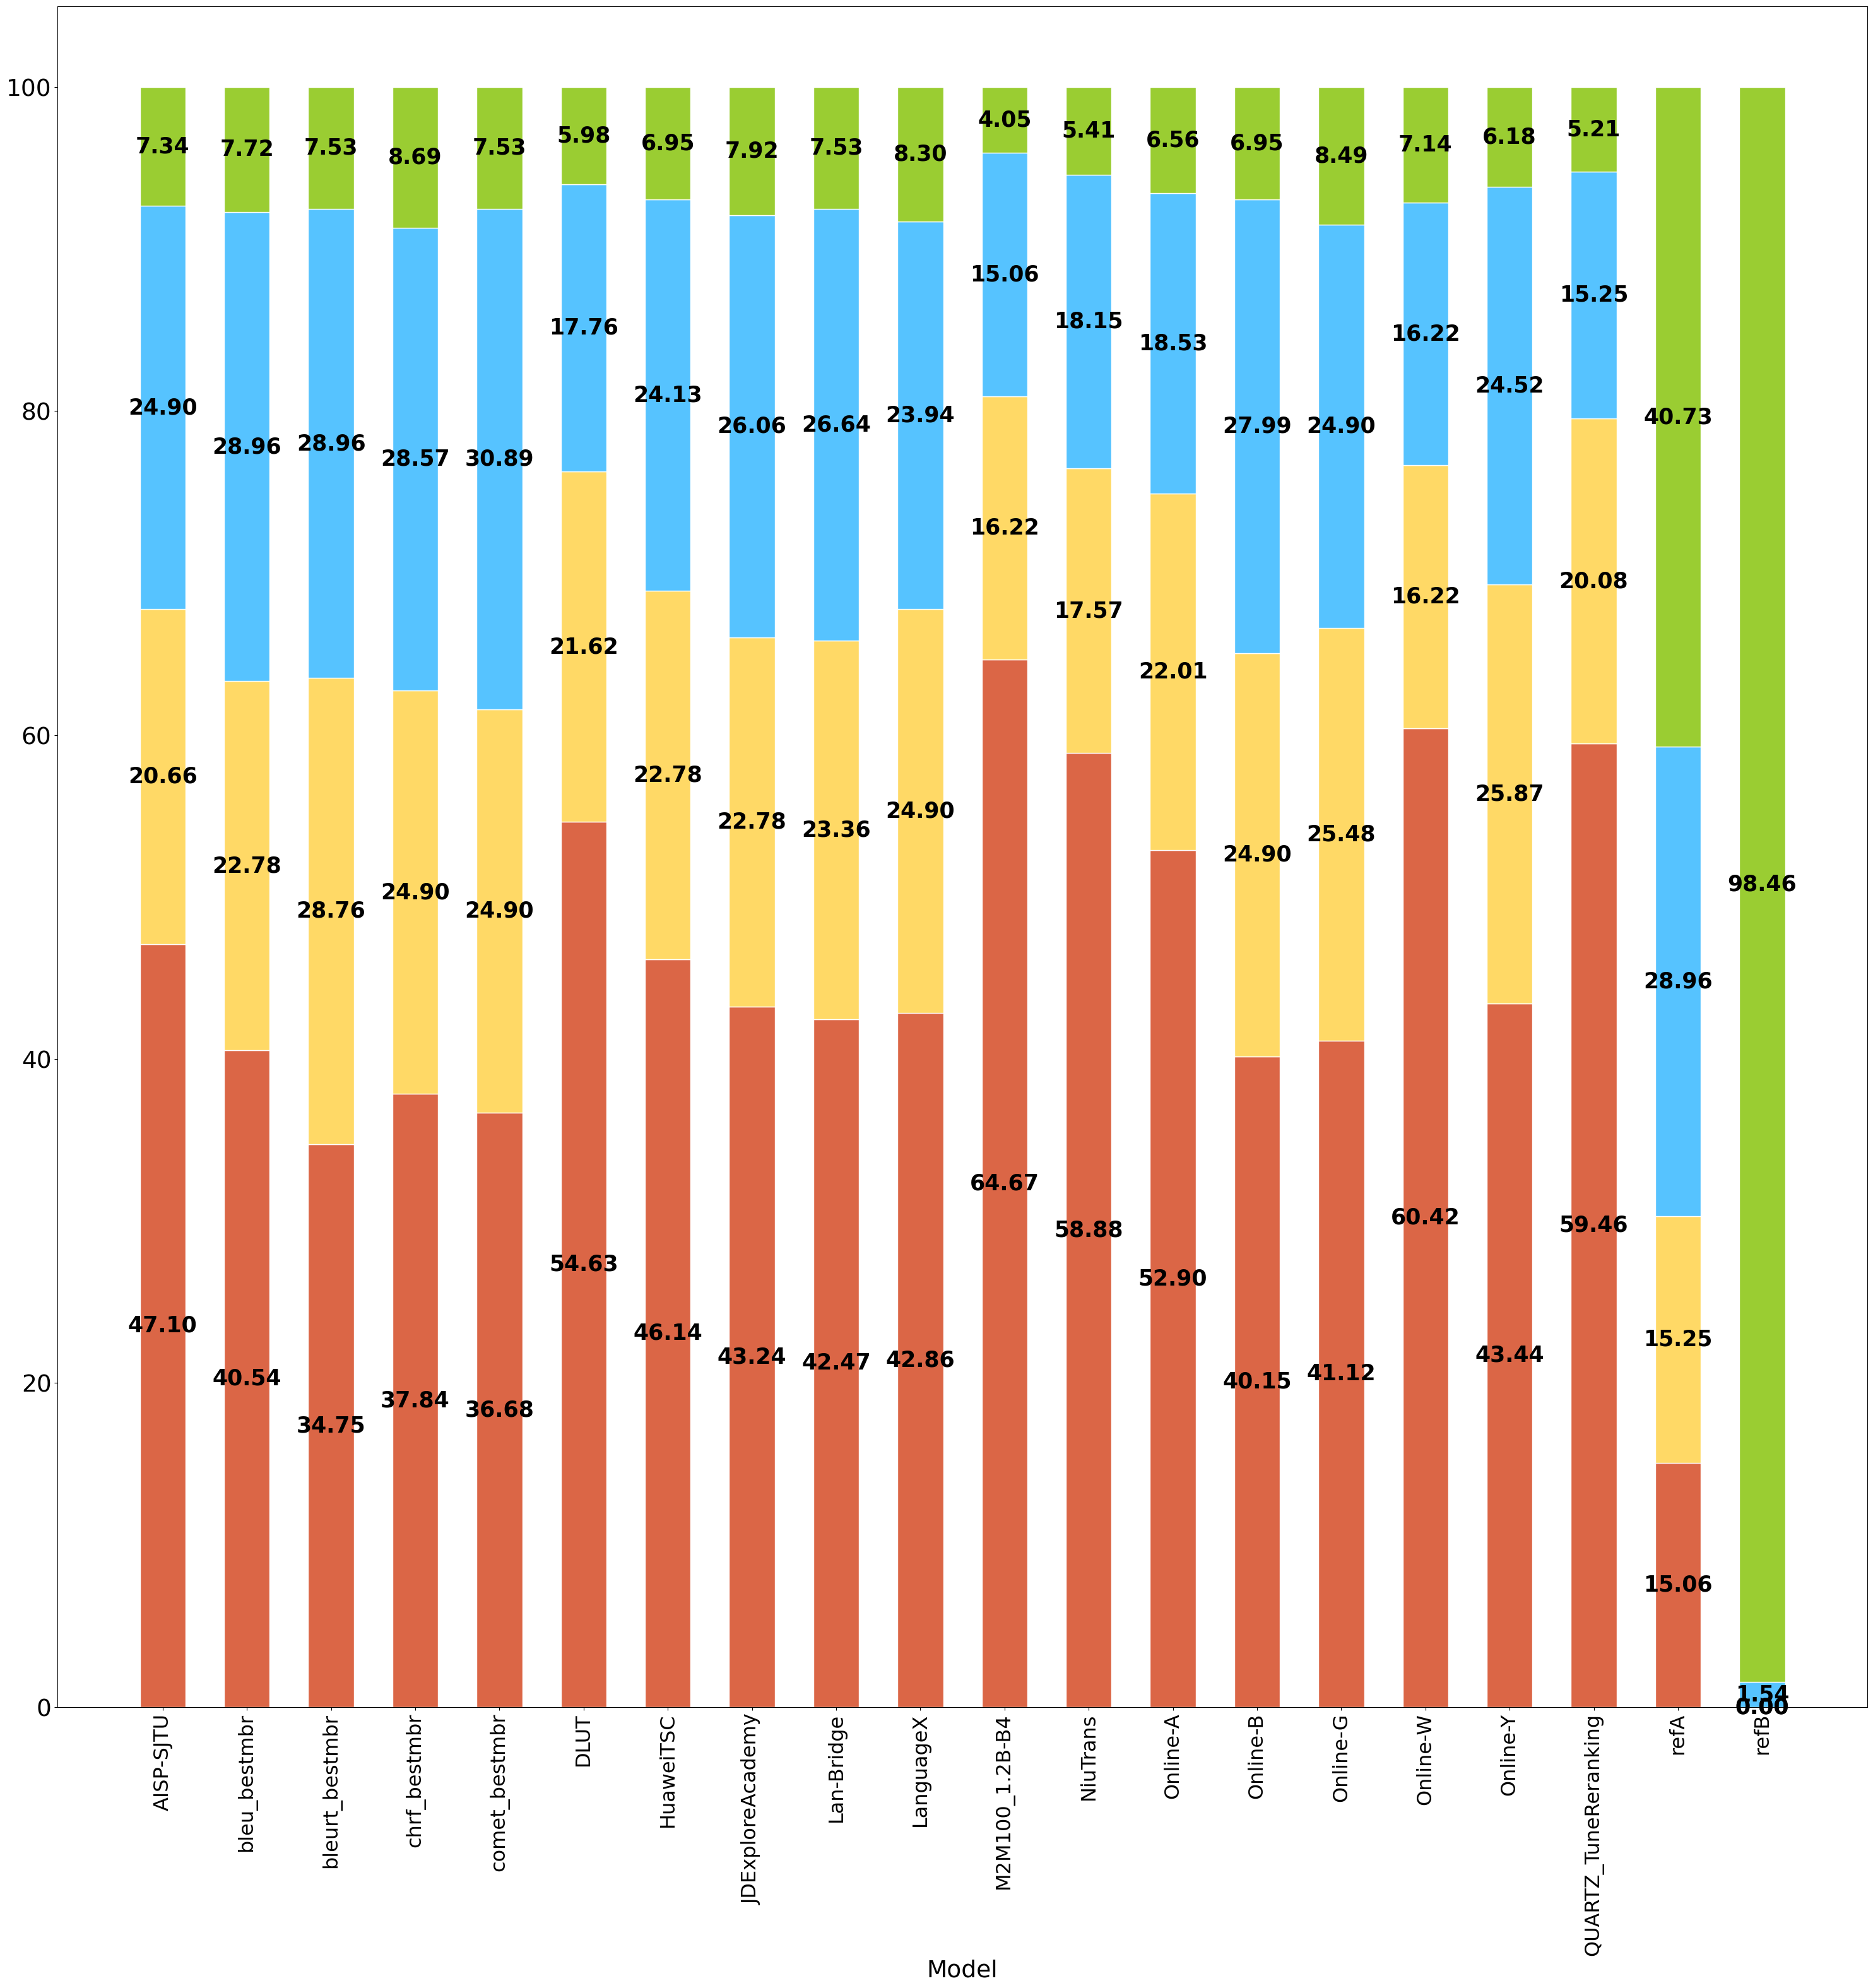 100
80
60
40
20
0
7.34 7.72 7.53 8.69 7.53 5.98 6.95 7.92 7.53 8.30 4.05 5.41 6.56 6.95 8.49 7.14 6.18 5.21 40.73 98.46
24.90 28.96 28.96 28.57 30.89 17.76 24.13 26.06 26.64 23.94 15.06 18.15 18.53 27.99 24.90 16.22 24.52 15.25 28.96 1.54
20.66 22.78 28.76 24.90 24.90 21.62 22.78 22.78 23.36 24.90 16.22 17.57 22.01 24.90 25.48 16.22 25.87 20.08 15.25 0.00
47.10 40.54 34.75 37.84 36.68 54.63 46.14 43.24 42.47 42.86 64.67 58.88 52.90 40.15 41.12 60.42 43.44 59.46 15.06
AISP-SJTU
bleu_bestmbr
bleurt_bestmbr
chrf_bestmbr
comet_bestmbr
DLUT
HuaweiTSC
JDExploreAcademy
Lan-Bridge
LanguageX
M2M100_1.2B-B4
NiuTrans
Online-A
Online-B
Online-G
Online-W
Online-Y
QUARTZ_TuneReranking
refA
refB
Model